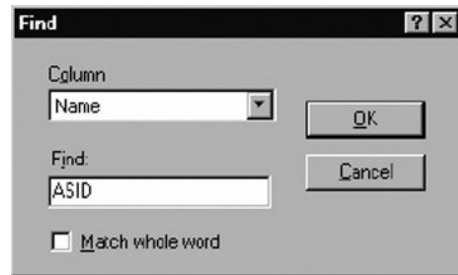 Find
Column
Name
OK
Find:
ASID
Cancel
Match whole word